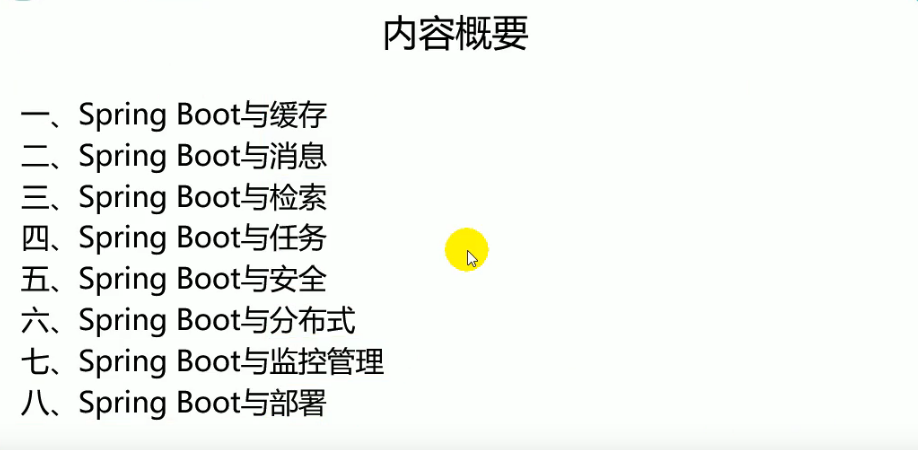 内容概要
一、Spring Boot与缓存
二、Spring Boot与消息
三、Spring Boot与检索
四、Spring Boot与任务
五、Spring Boot与安全
六、Spring Boot与分布式
七、Spring Boot与监控管理
八、Spring Boot与部署